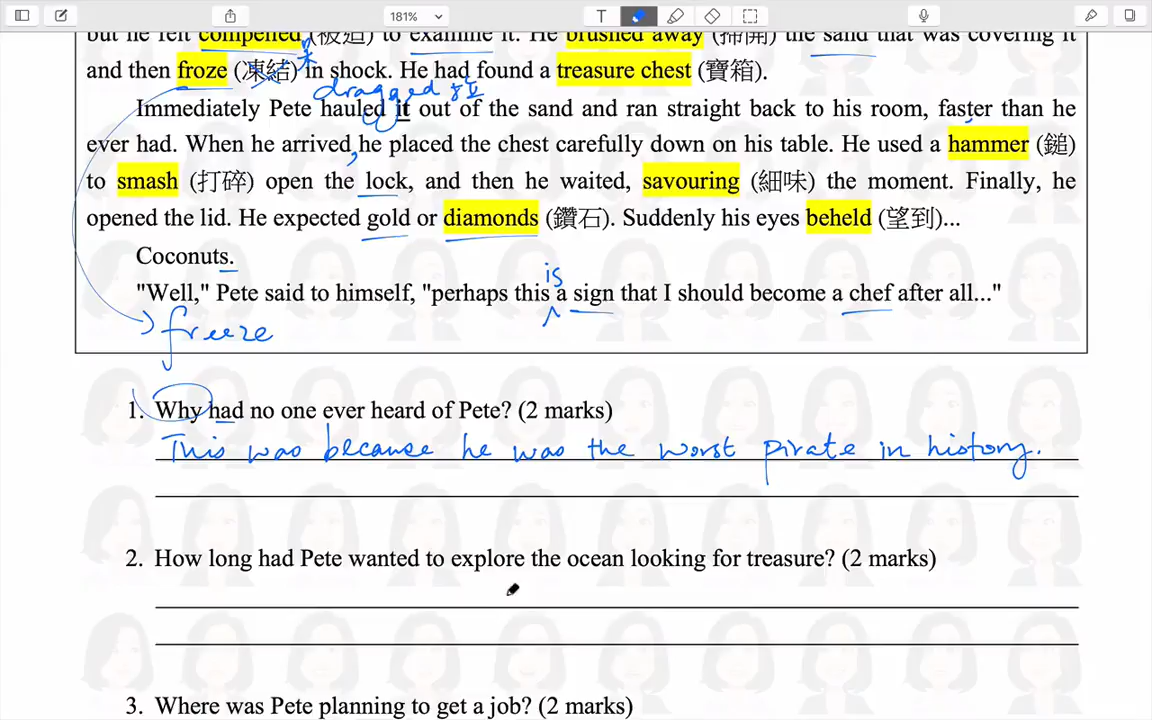 181%
T
but he felt compelled (被迫) to examine it. He brushed away (掃開) the sand that was covering it
and then froze (凍結) in shock. He had found a treasure chest (寶箱).
dragged
Immediately Pete hauled it out of the sand and ran straight back to his room, faster than he
ever had. When he arrived, he placed the chest carefully down on his table. He used a hammer (鎚)
to smash (打碎) open the lock, and then he waited, savouring (細味) the moment. Finally, he
opened the lid. He expected gold or diamonds (鑽石). Suddenly his eyes beheld (望到)...
Coconuts.
is
"Well," Pete said to himself, "perhaps this a sign that I should become a chef after all..."
freeze
1. Why had no one ever heard of Pete? (2 marks)
This was because he was the worst pirate in history.
2. How long had Pete wanted to explore the ocean looking for treasure? (2 marks)
3. Where was Pete planning to get a job? (2 marks)